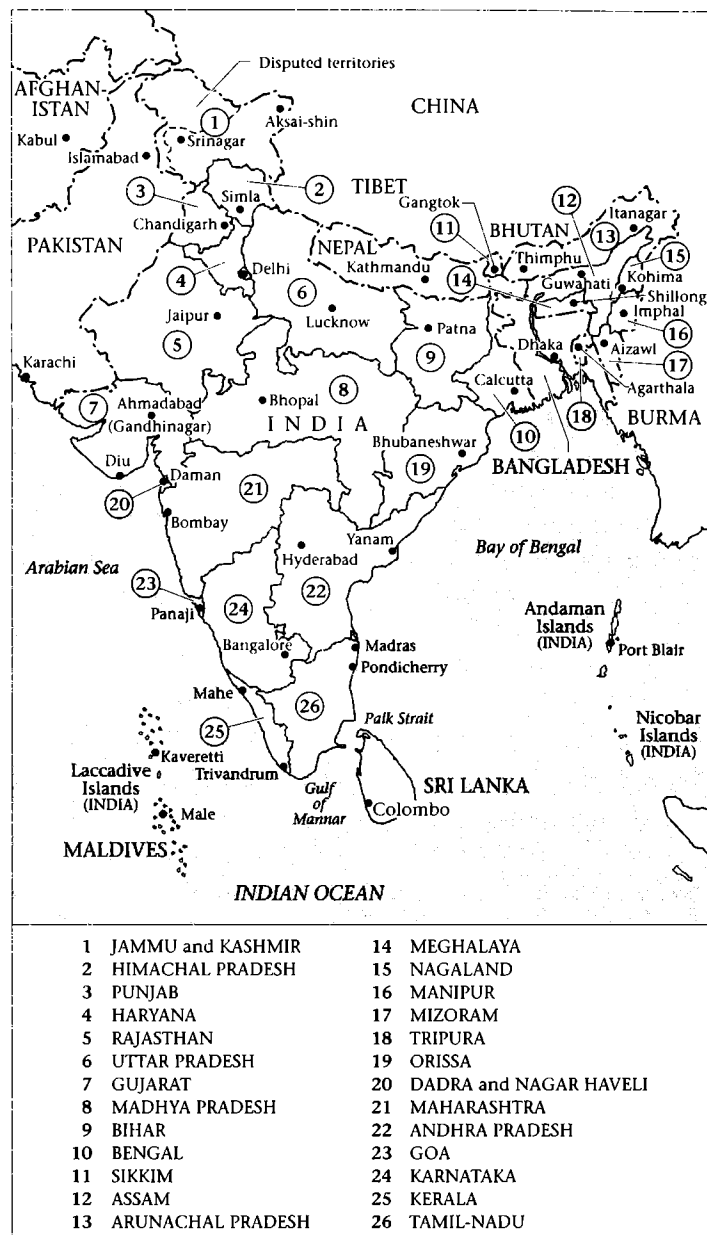 Disputed territories
AFGHAN-
ISTAN
CHINA
1
Aksai-shin
Kabul
Srinagar
Islamabad
2
3
Simla
TIBET
12
Gangtok
Itanagar
Chandigarh
11
BHUTAN
13
PAKISTAN
NEPAL
Thimphu
15
4
Delhi
Kathmandu
14
Guwahati
Kohima
6
Shillong
Jaipur
Lucknow
Imphal
Patna
16
5
9
Dhaka
Aizawl
Karachi
17
7
8
Calcutta
Agarthala
Ahmadabad
(Gandhinagar)
Bhopal
18
BURMA
INDIA
10
Bhubaneshwar
BANGLADESH
Diu
19
Daman
20
21
Bombay
Yanam
Hyderabad
Bay of Bengal
Arabian Sea
23
22
24
Andaman
Islands
(INDIA)
Panaji
Bangalore
Madras
Port Blair
Pondicherry
Mahe
26
25
Palk Strait
Nicobar
Islands
(INDIA)
Kaveretti
Laccadive
Islands
(INDIA)
Trivandrum
Gulf
of
Mannar
SRI LANKA
Male
Colombo
MALDIVES
INDIAN OCEAN
1 JAMMU and KASHMIR
2 HIMACHAL PRADESH
3 PUNJAB
4 HARYANA
5 RAJASTHAN
6 UTTAR PRADESH
7 GUJARAT
8 MADHYA PRADESH
9 BIHAR
10 BENGAL
11 SIKKIM
12 ASSAM
13 ARUNACHAL PRADESH
14 MEGHALAYA
15 NAGALAND
16 MANIPUR
17 MIZORAM
18 TRIPURA
19 ORISSA
20 DADRA and NAGAR HAVELI
21 MAHARASHTRA
22 ANDHRA PRADESH
23 GOA
24 KARNATAKA
25 KERALA
26 TAMIL-NADU